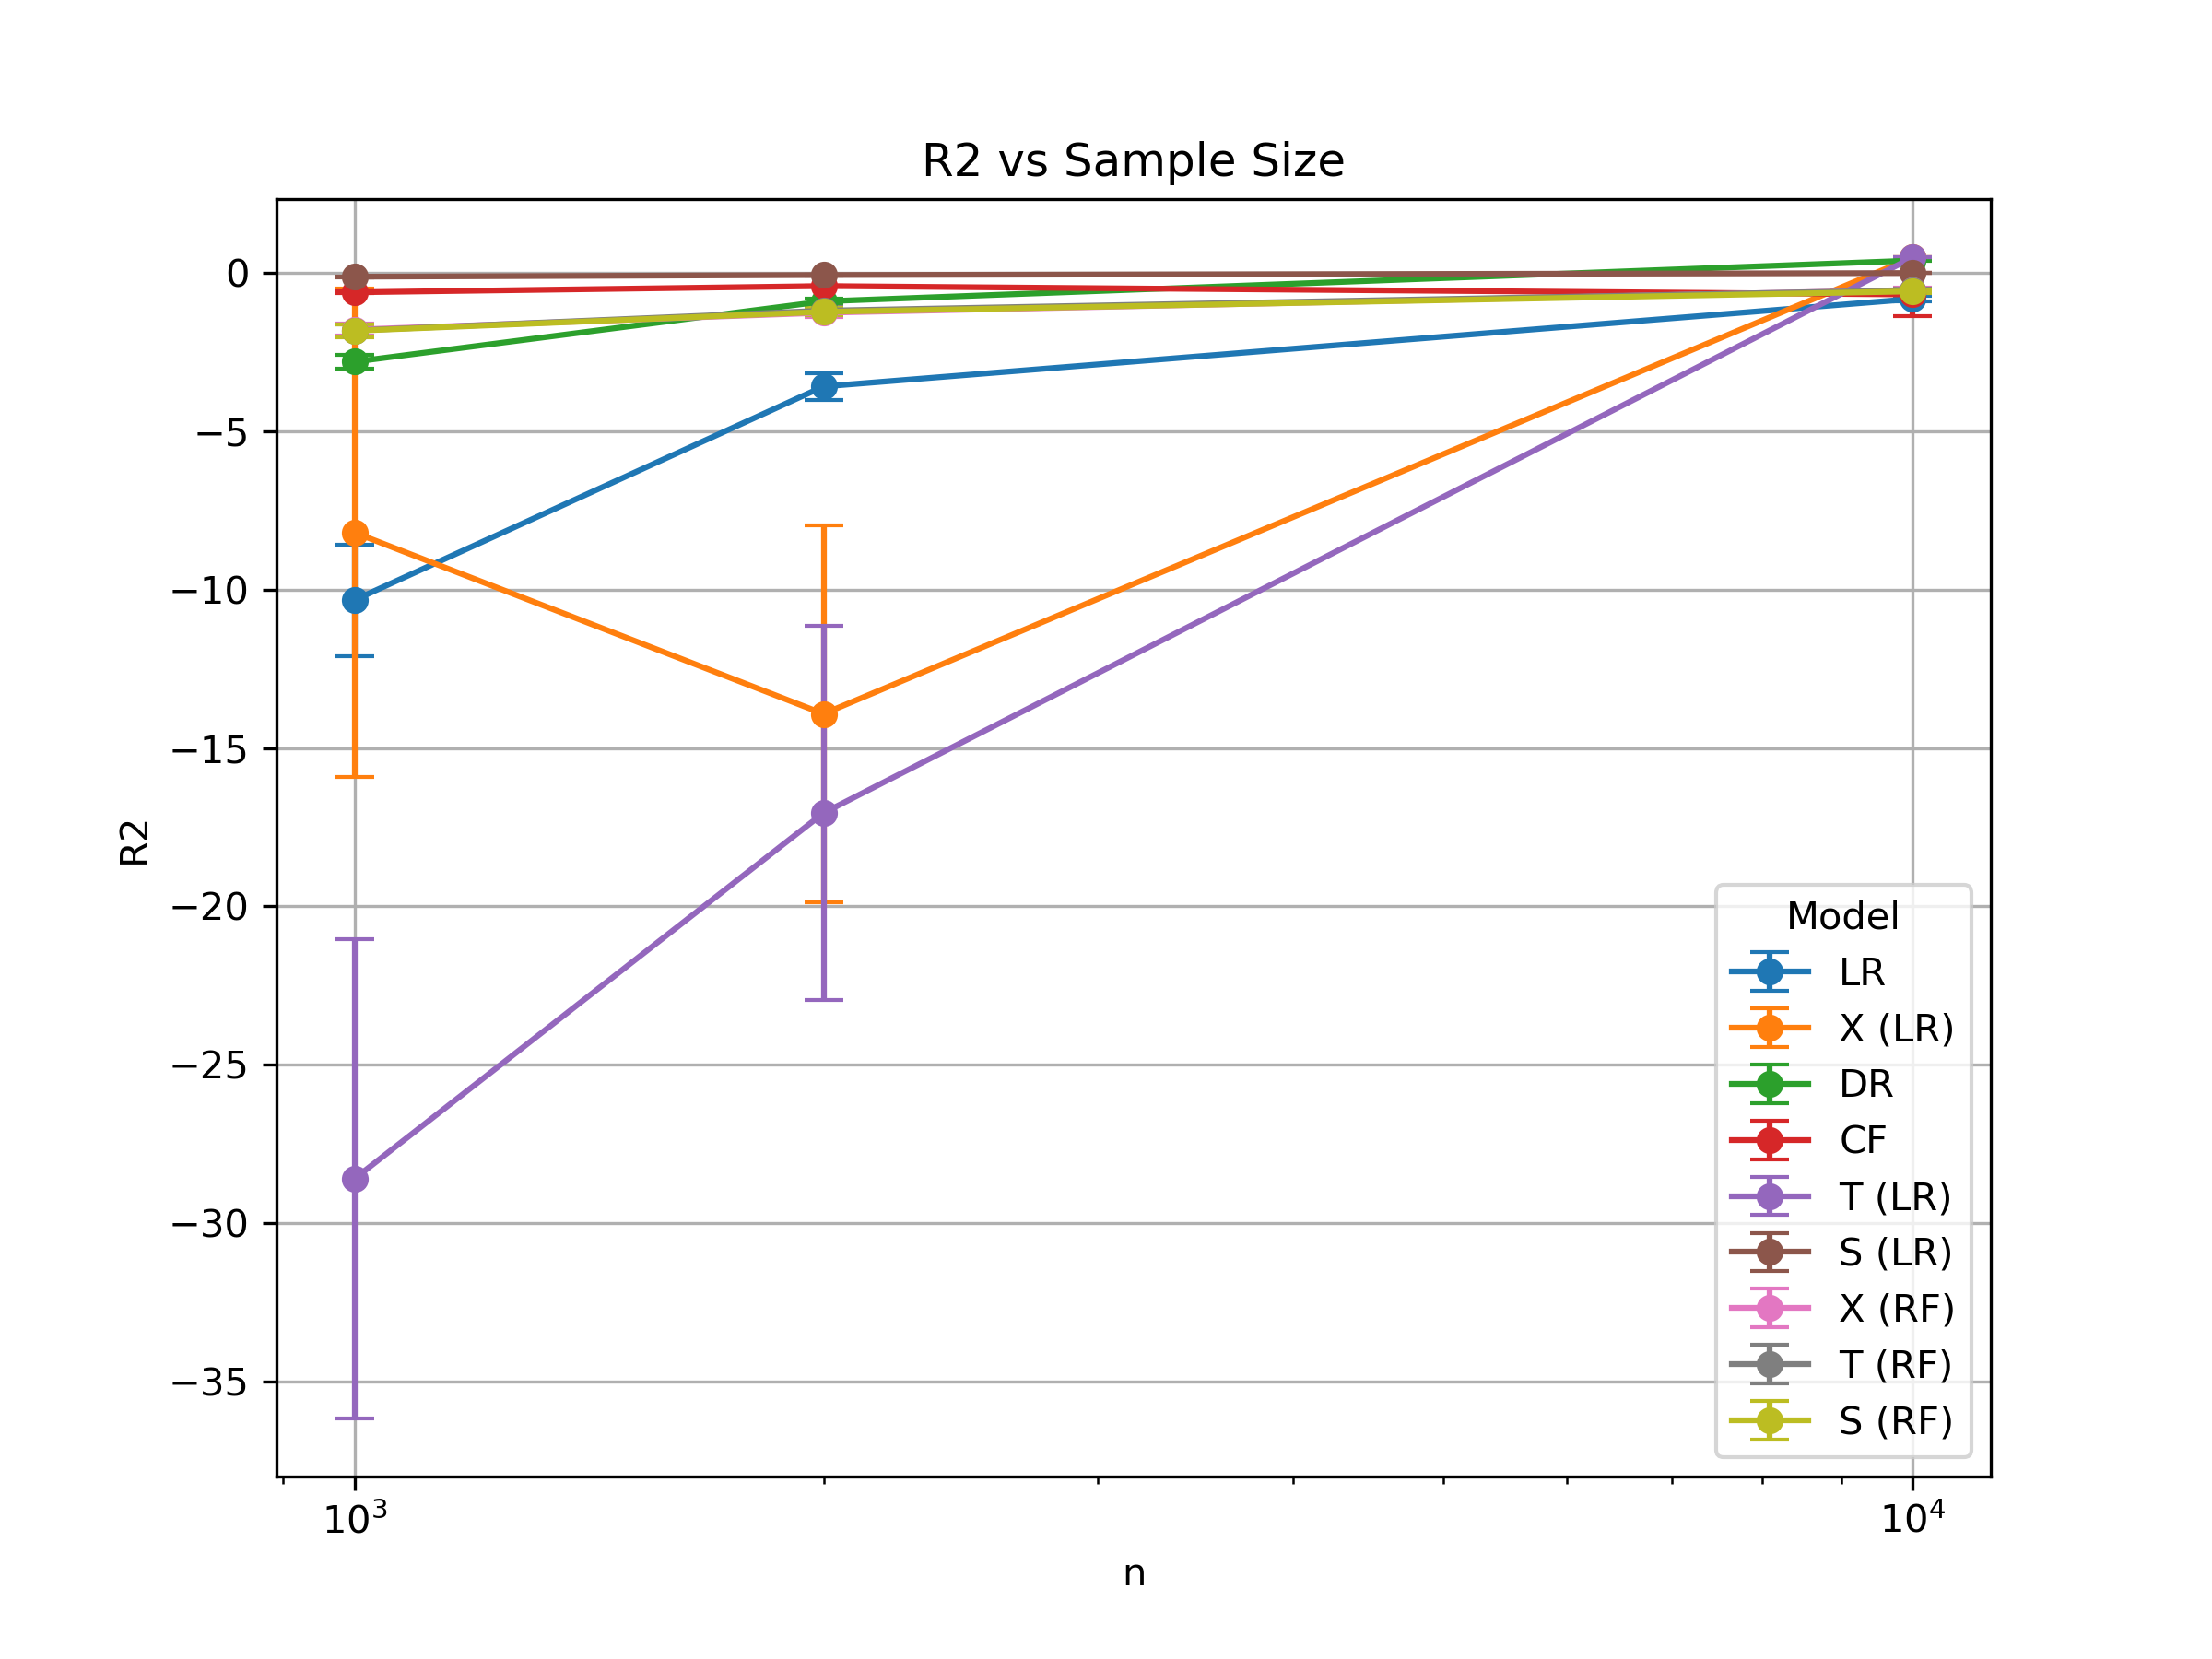 R2 vs Sample Size
R2
0
−5
−10
−15
−20
−25
−30
−35
10³
10⁴
n
Model
LR
X (LR)
DR
CF
T (LR)
S (LR)
X (RF)
T (RF)
S (RF)